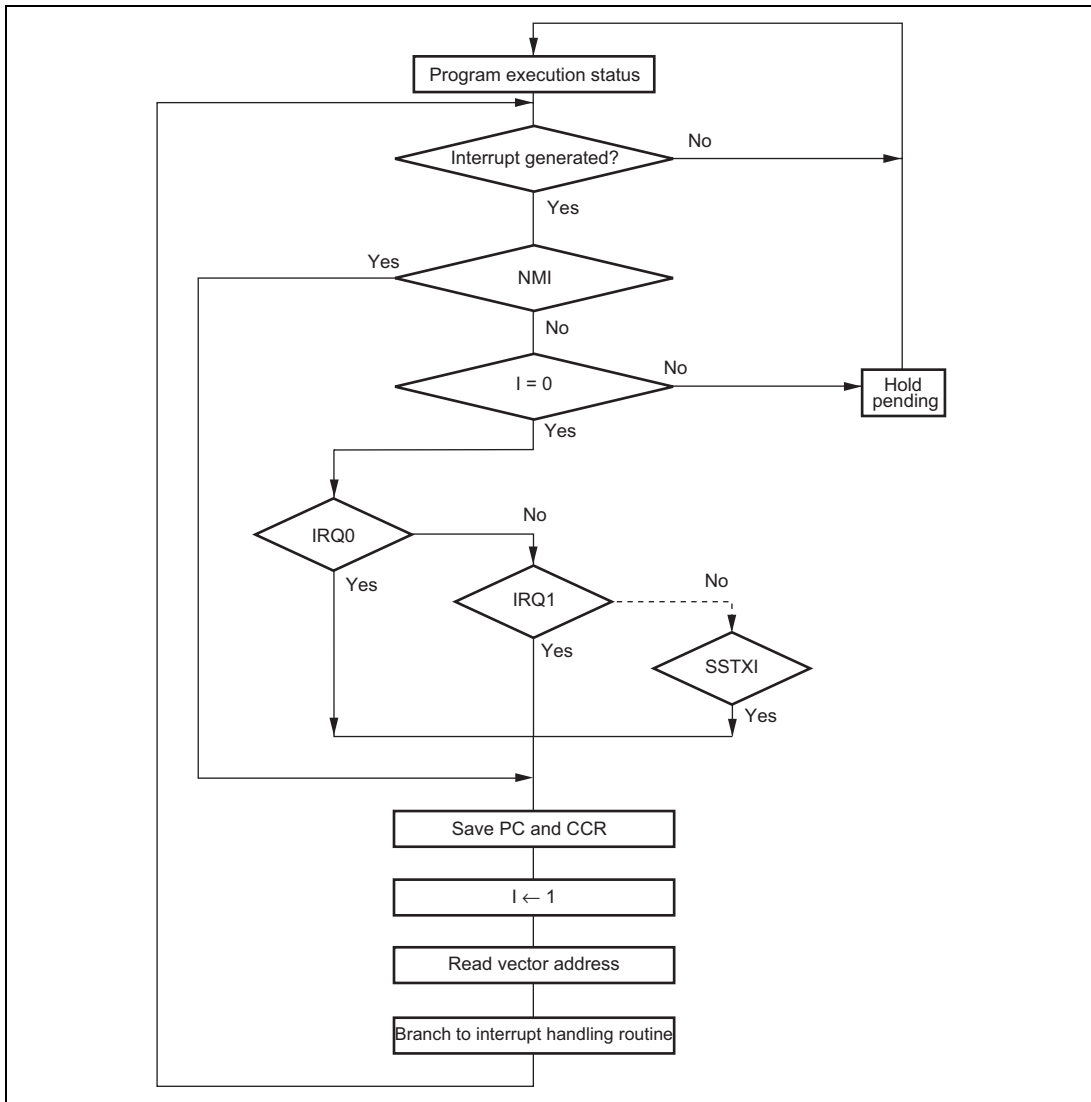 Program execution status
Interrupt generated?
No
Yes
Yes
NMI
No
I = 0
No
Hold
pending
Yes
IRQ0
No
Yes
IRQ1
No
Yes
SSTXI
Yes
Save PC and CCR
I ← 1
Read vector address
Branch to interrupt handling routine